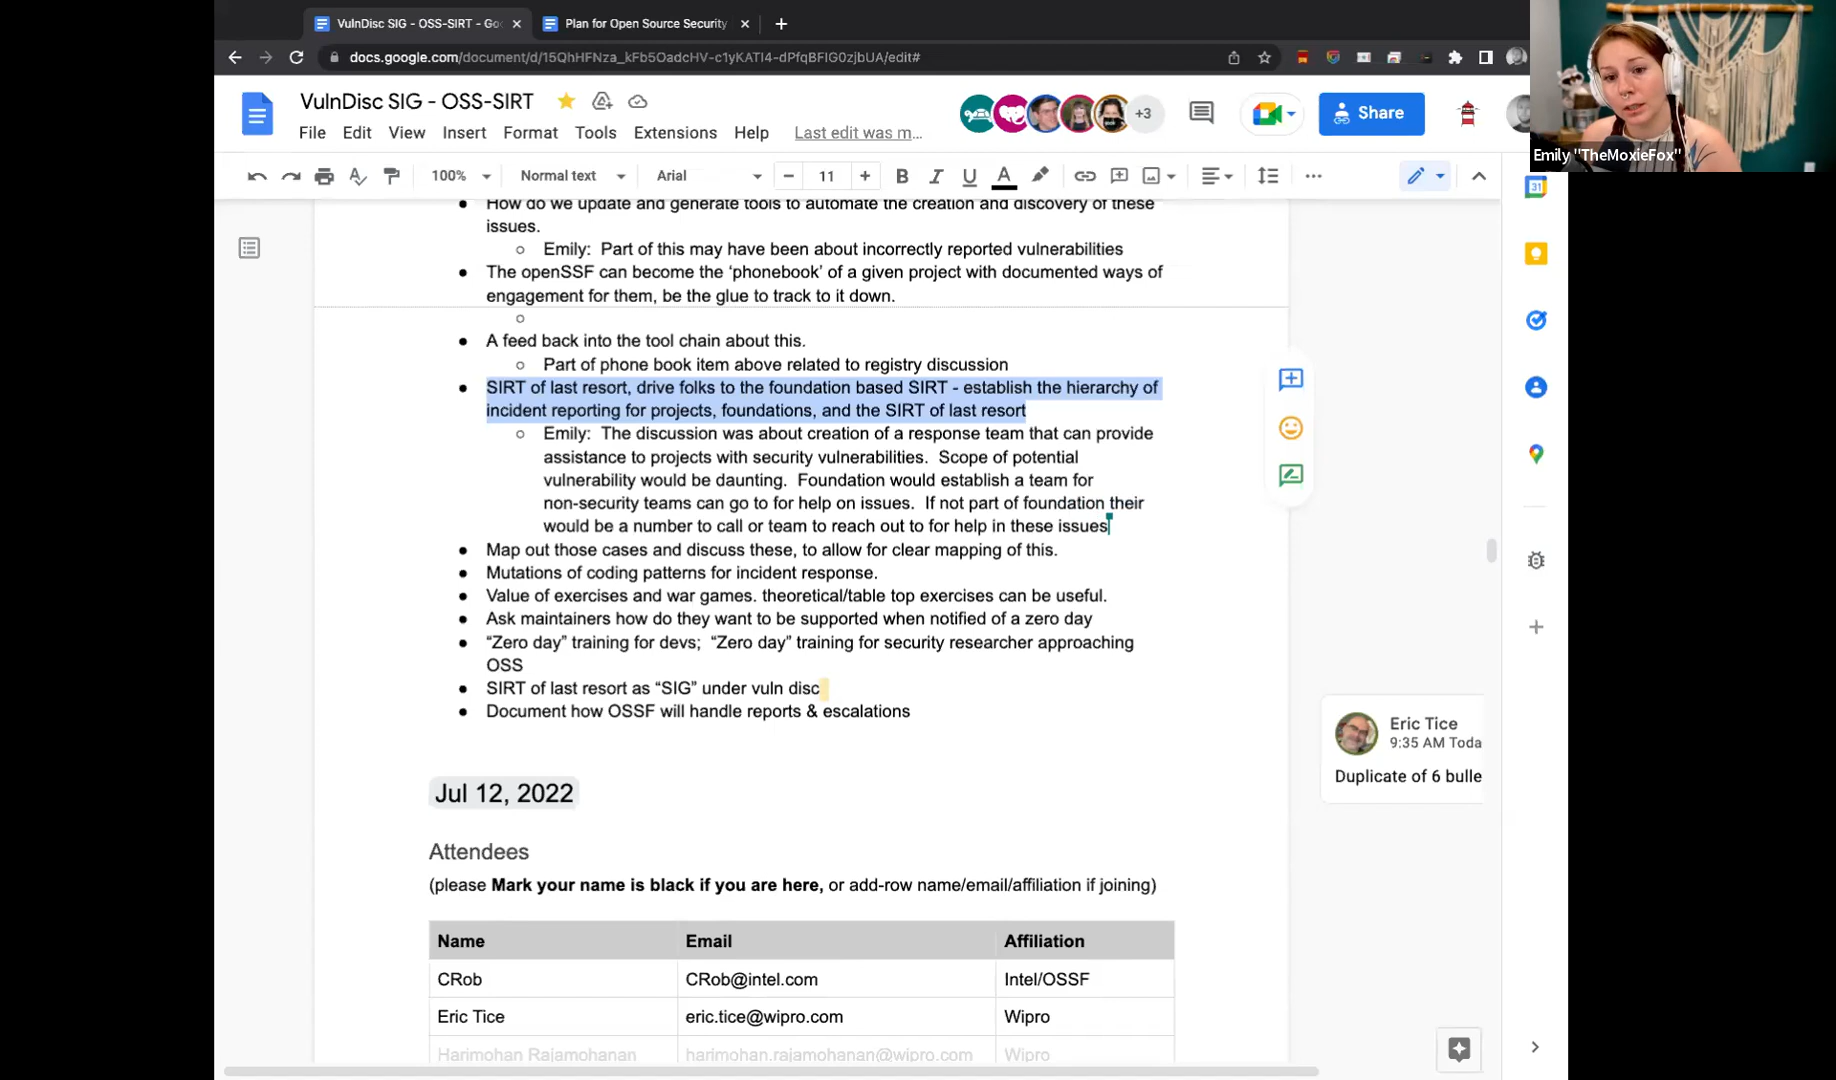 VulnDisc SIG - OSS-SIRT - Go
Plan for Open Source Security
docs.google.com/document/d/15QhHFNza_kFb5OadcHV-c1yKATI4-dPfqBFIG0zjbUA/edit#
VulnDisc SIG - OSS-SIRT
+3
Share
File Edit View Insert Format Tools Extensions Help Last edit was m...
Emily "TheMoxieFox"
100% Normal text Arial 11
How do we update and generate tools to automate the creation and discovery of these
issues.
Emily: Part of this may have been about incorrectly reported vulnerabilities
The openSSF can become the ‘phonebook’ of a given project with documented ways of
engagement for them, be the glue to track to it down.
A feed back into the tool chain about this.
Part of phone book item above related to registry discussion
SIRT of last resort, drive folks to the foundation based SIRT - establish the hierarchy of
incident reporting for projects, foundations, and the SIRT of last resort
Emily: The discussion was about creation of a response team that can provide
assistance to projects with security vulnerabilities. Scope of potential
vulnerability would be daunting. Foundation would establish a team for
non-security teams can go to for help on issues. If not part of foundation their
would be a number to call or team to reach out to for help in these issues
Map out those cases and discuss these, to allow for clear mapping of this.
Mutations of coding patterns for incident response.
Value of exercises and war games. theoretical/table top exercises can be useful.
Ask maintainers how do they want to be supported when notified of a zero day
“Zero day” training for devs; “Zero day” training for security researcher approaching
OSS
SIRT of last resort as “SIG” under vuln disc
Document how OSSF will handle reports & escalations
Eric Tice
9:35 AM Toda
Duplicate of 6 bulle
Jul 12, 2022
Attendees
(please Mark your name is black if you are here, or add-row name/email/affiliation if joining)
Name Email Affiliation
CRob CRob@intel.com Intel/OSSF
Eric Tice eric.tice@wipro.com Wipro
Harimohan Rajamohanan harimohan.rajamohanan@wipro.com Wipro